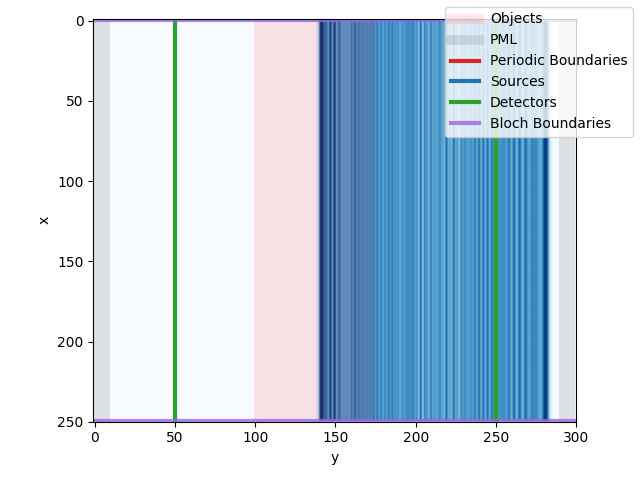 Objects
PML
Periodic Boundaries
Sources
Detectors
Bloch Boundaries
0
50
100
150
200
250
x
0
50
100
150
200
250
300
y